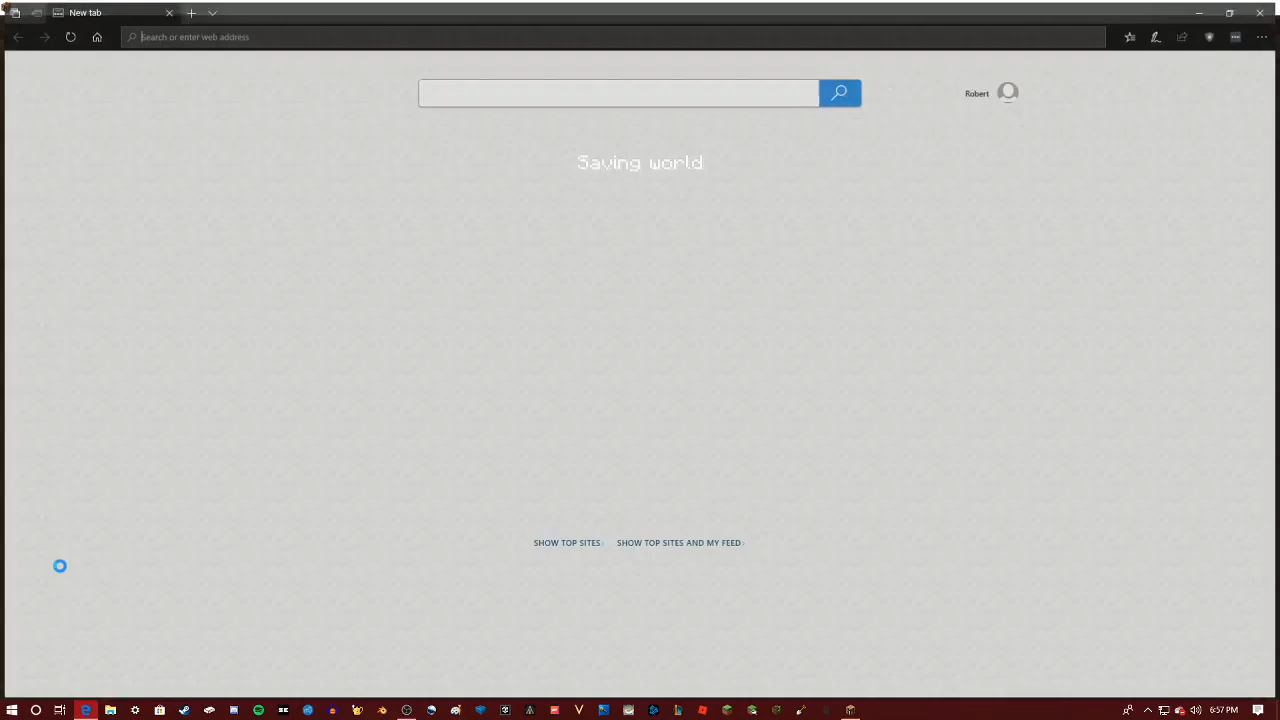 New tab
Search or enter web address
Robert
Saving world
SHOW TOP SITES
SHOW TOP SITES AND MY FEED
6:57 PM